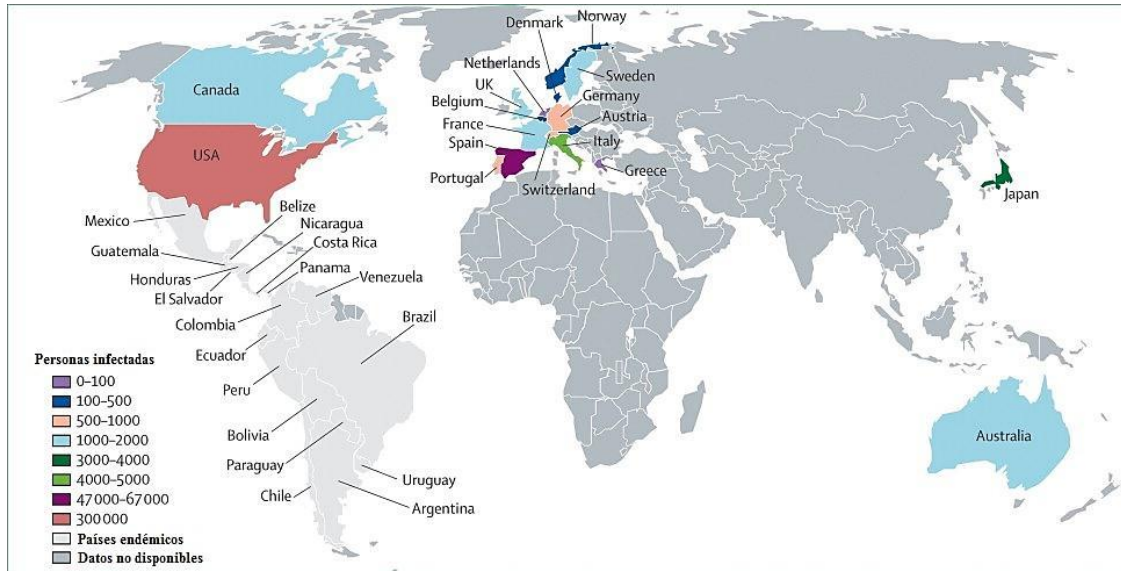 Norway
Denmark
Netherlands
Canada
UK
Sweden
Germany
Belgium
Austria
France
USA
Spain
Italy
Portugal
Switzerland
Greece
Japan
Belize
Mexico
Nicaragua
Guatemala
Costa Rica
Honduras
Panama
Venezuela
El Salvador
Colombia
Brazil
Ecuador
Peru
Bolivia
Australia
Paraguay
Uruguay
Chile
Argentina
Personas infectadas
0–100
100–500
500–1000
1000–2000
3000–4000
4000–5000
47 000–67 000
300 000
Países endémicos
Datos no disponibles